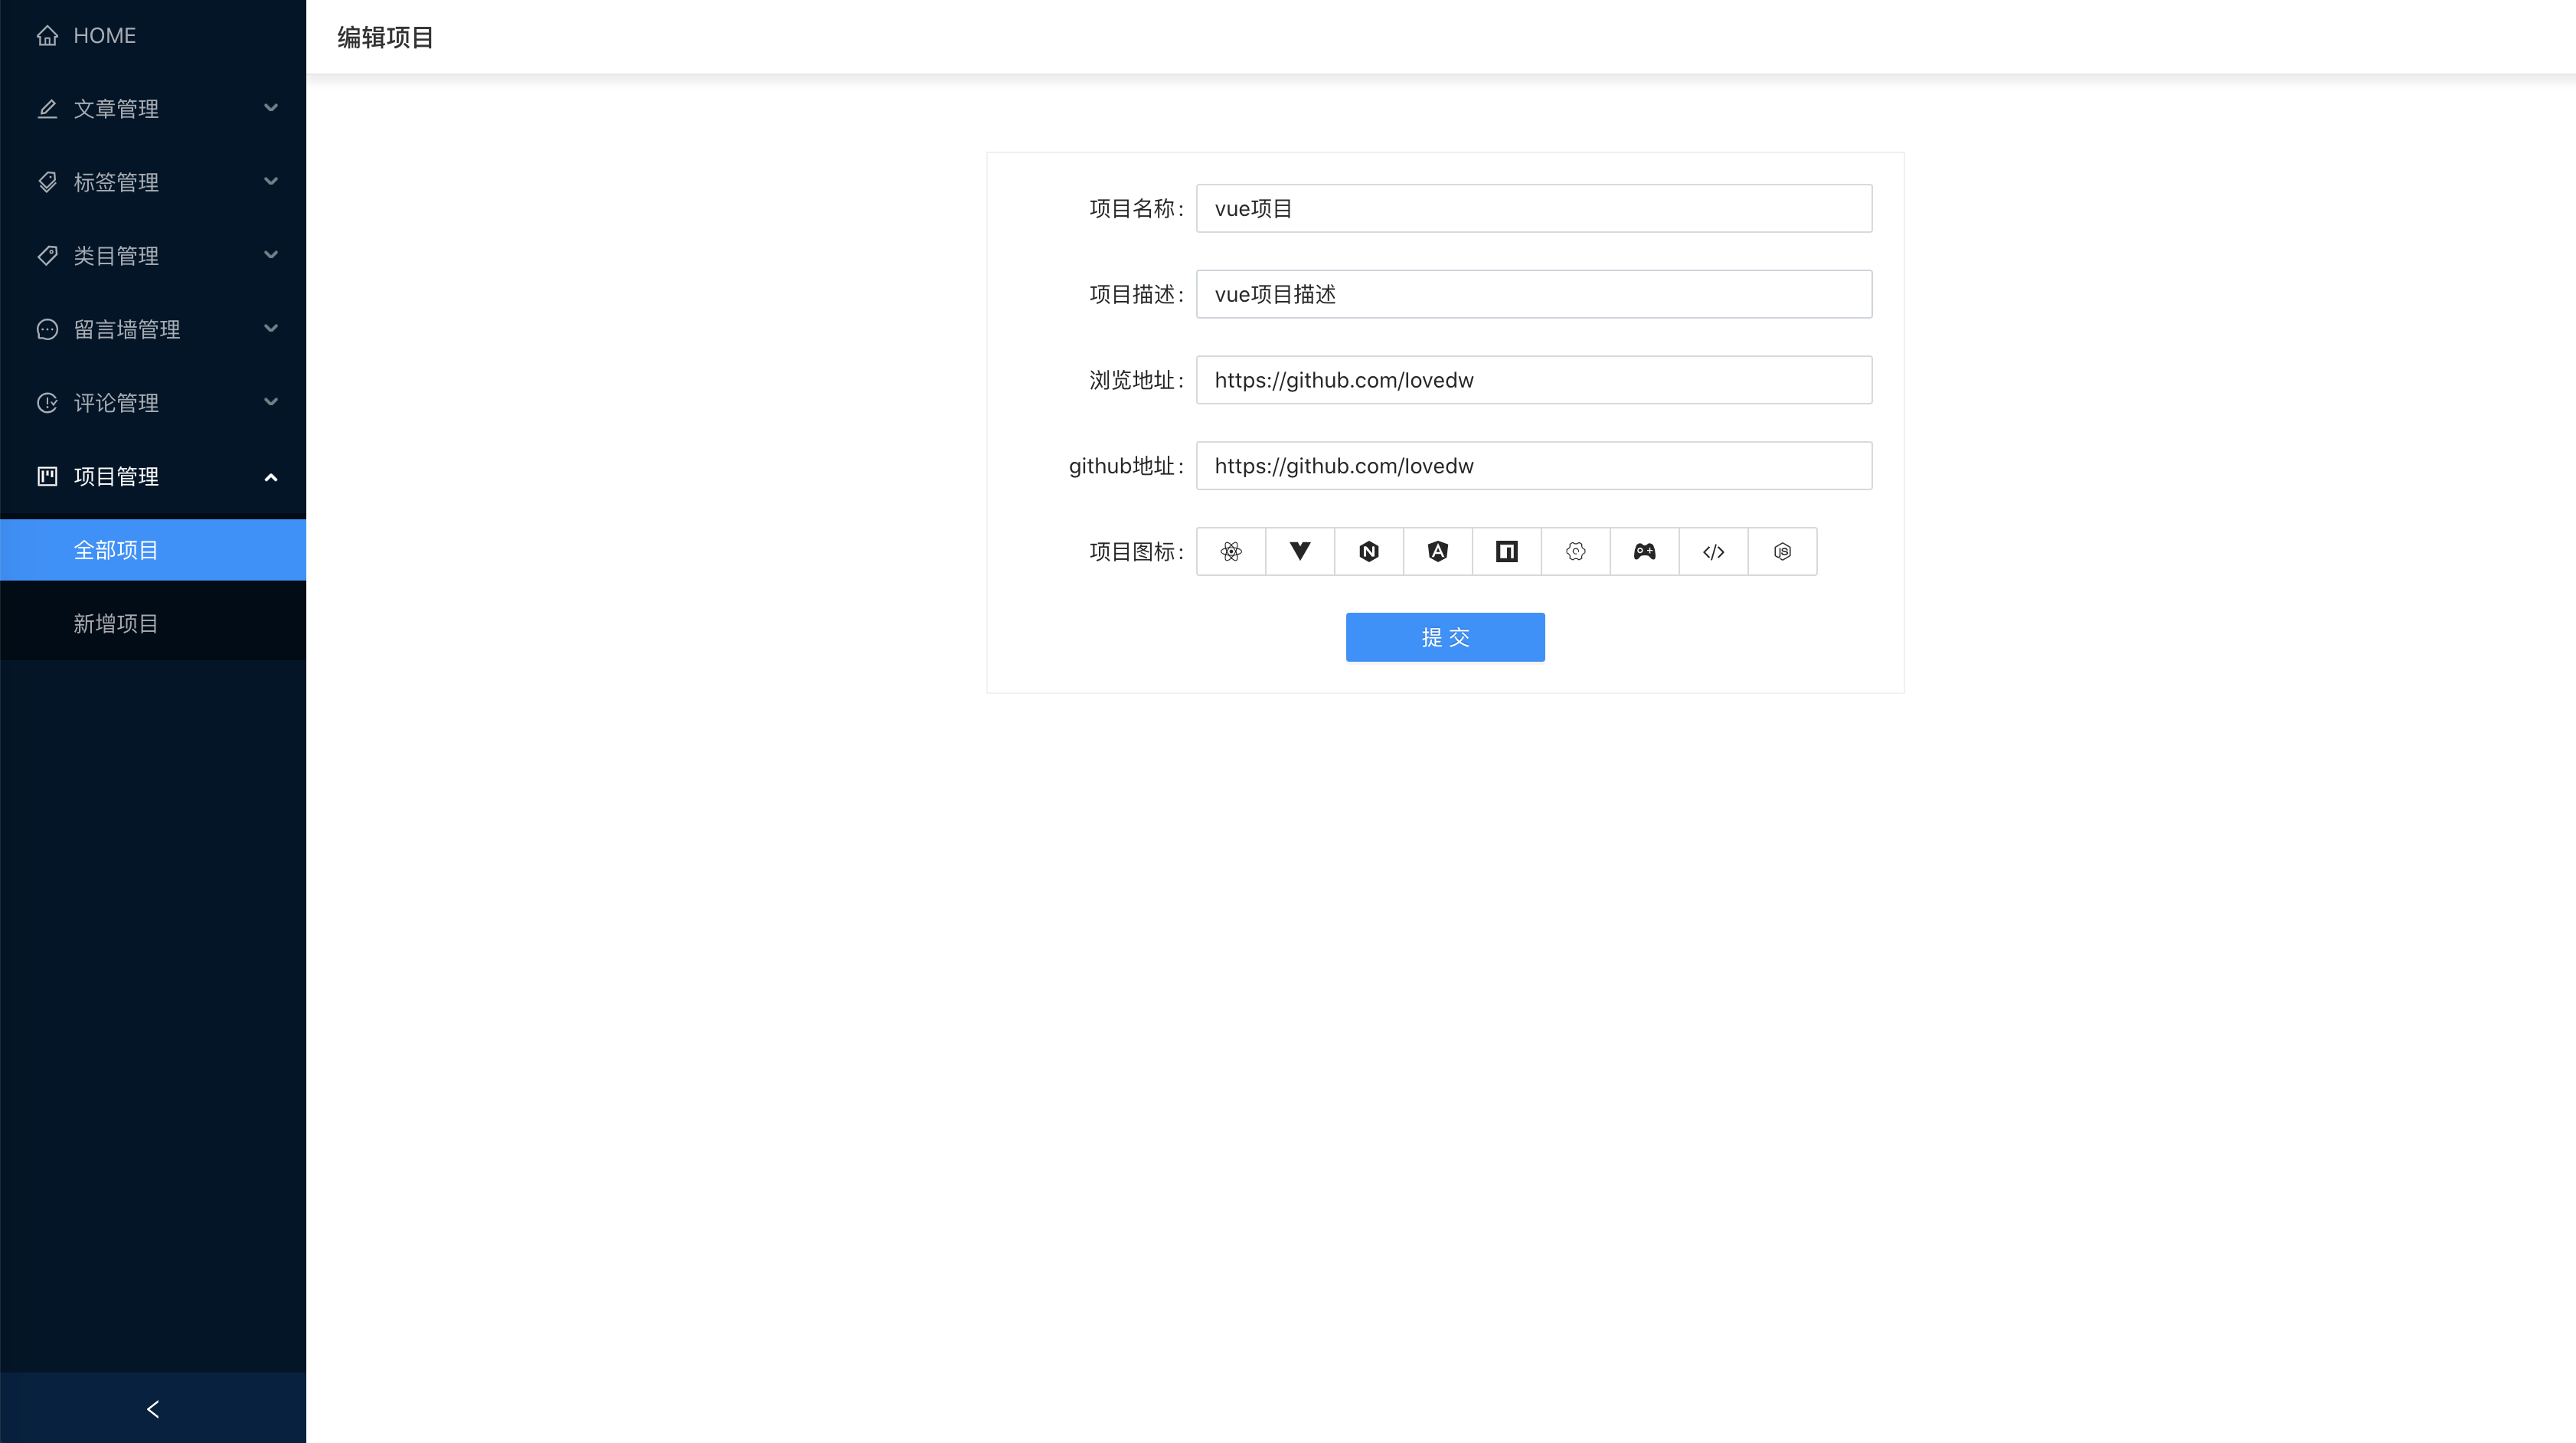 HOME
文章管理
标签管理
类目管理
留言墙管理
评论管理
项目管理
全部项目
新增项目
编辑项目
项目名称: vue项目
项目描述: vue项目描述
浏览地址: https://github.com/lovedw
github地址: https://github.com/lovedw
项目图标:
提 交